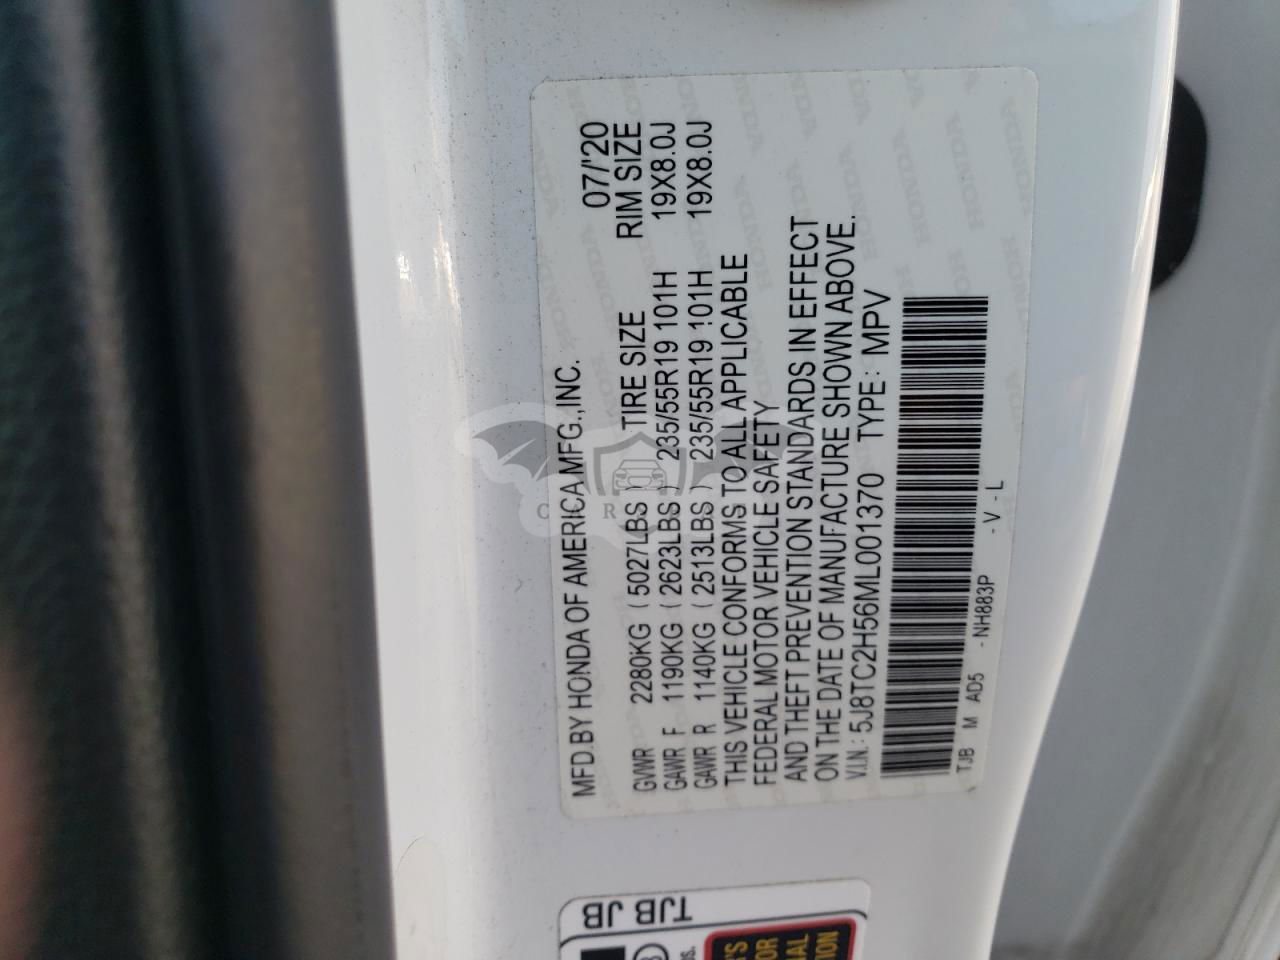 MFD.BY HONDA OF AMERICA MFG.,INC. 07/'20
GVWR 2280KG ( 5027LBS ) TIRE SIZE RIM SIZE
GAWR F 1190KG ( 2623LBS ) 235/55R19 101H 19X8.0J
GAWR R 1140KG ( 2513LBS ) 235/55R19 101H 19X8.0J
THIS VEHICLE CONFORMS TO ALL APPLICABLE
FEDERAL MOTOR VEHICLE SAFETY
AND THEFT PREVENTION STANDARDS IN EFFECT
ON THE DATE OF MANUFACTURE SHOWN ABOVE.
V.I.N.: 5J8TC2H56ML001370 TYPE: MPV
TJB M AD5 - NH883P - V - L
TJB JB